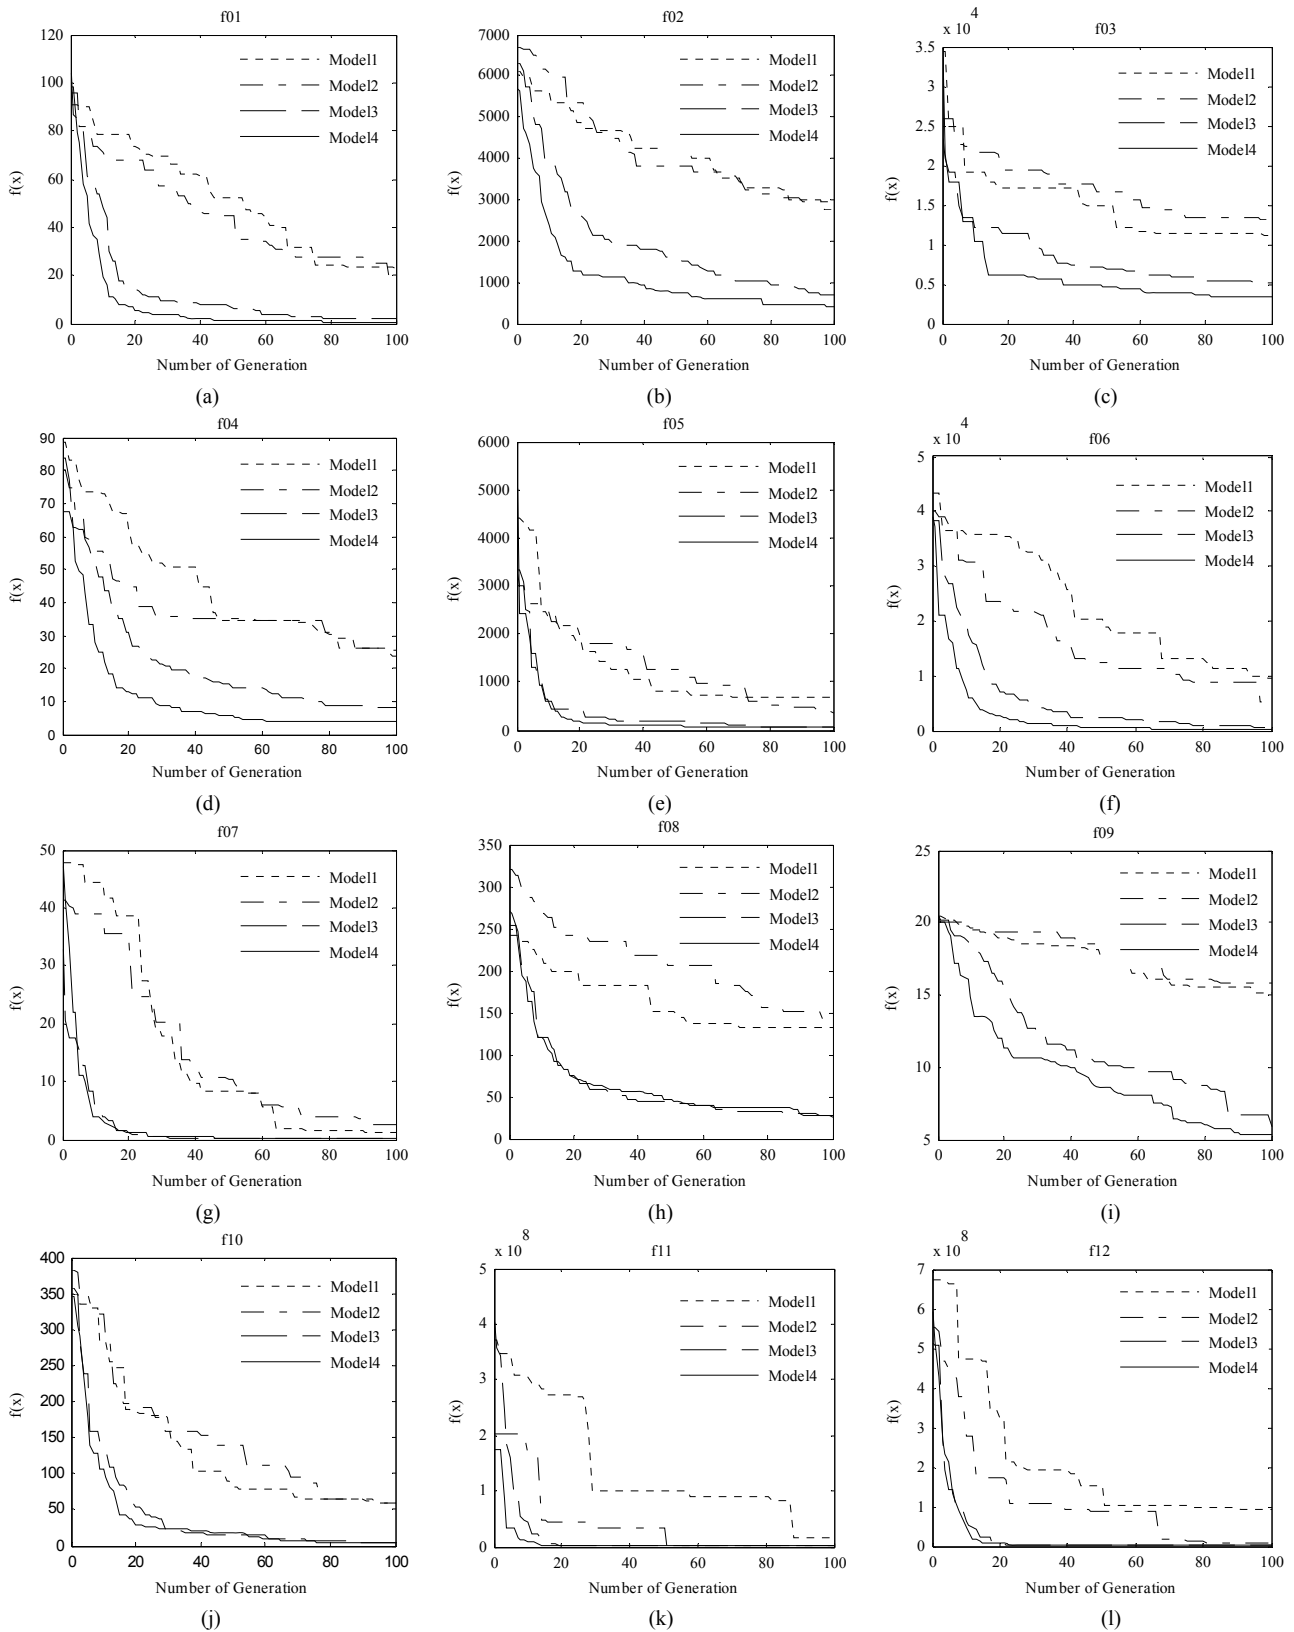 f01
120
100
80
60
40
20
0
f(x)
Model1
Model2
Model3
Model4
0 20 40 60 80 100
Number of Generation
(a)
f02
7000
6000
5000
4000
3000
2000
1000
0
f(x)
Model1
Model2
Model3
Model4
0 20 40 60 80 100
Number of Generation
(b)
x 10 4
f03
3.5
3
2.5
2
1.5
1
0.5
0
f(x)
Model1
Model2
Model3
Model4
0 20 40 60 80 100
Number of Generation
(c)
f04
90
80
70
60
50
40
30
20
10
0
f(x)
Model1
Model2
Model3
Model4
0 20 40 60 80 100
Number of Generation
(d)
f05
6000
5000
4000
3000
2000
1000
0
f(x)
Model1
Model2
Model3
Model4
0 20 40 60 80 100
Number of Generation
(e)
x 10 4
f06
5
4
3
2
1
0
f(x)
Model1
Model2
Model3
Model4
0 20 40 60 80 100
Number of Generation
(f)
f07
50
40
30
20
10
0
f(x)
Model1
Model2
Model3
Model4
0 20 40 60 80 100
Number of Generation
(g)
f08
350
300
250
200
150
100
50
0
f(x)
Model1
Model2
Model3
Model4
0 20 40 60 80 100
Number of Generation
(h)
f09
25
20
15
10
5
f(x)
Model1
Model2
Model3
Model4
0 20 40 60 80 100
Number of Generation
(i)
f10
400
350
300
250
200
150
100
50
0
f(x)
Model1
Model2
Model3
Model4
0 20 40 60 80 100
Number of Generation
(j)
x 10 8
f11
5
4
3
2
1
0
f(x)
Model1
Model2
Model3
Model4
0 20 40 60 80 100
Number of Generation
(k)
x 10 8
f12
7
6
5
4
3
2
1
0
f(x)
Model1
Model2
Model3
Model4
0 20 40 60 80 100
Number of Generation
(l)